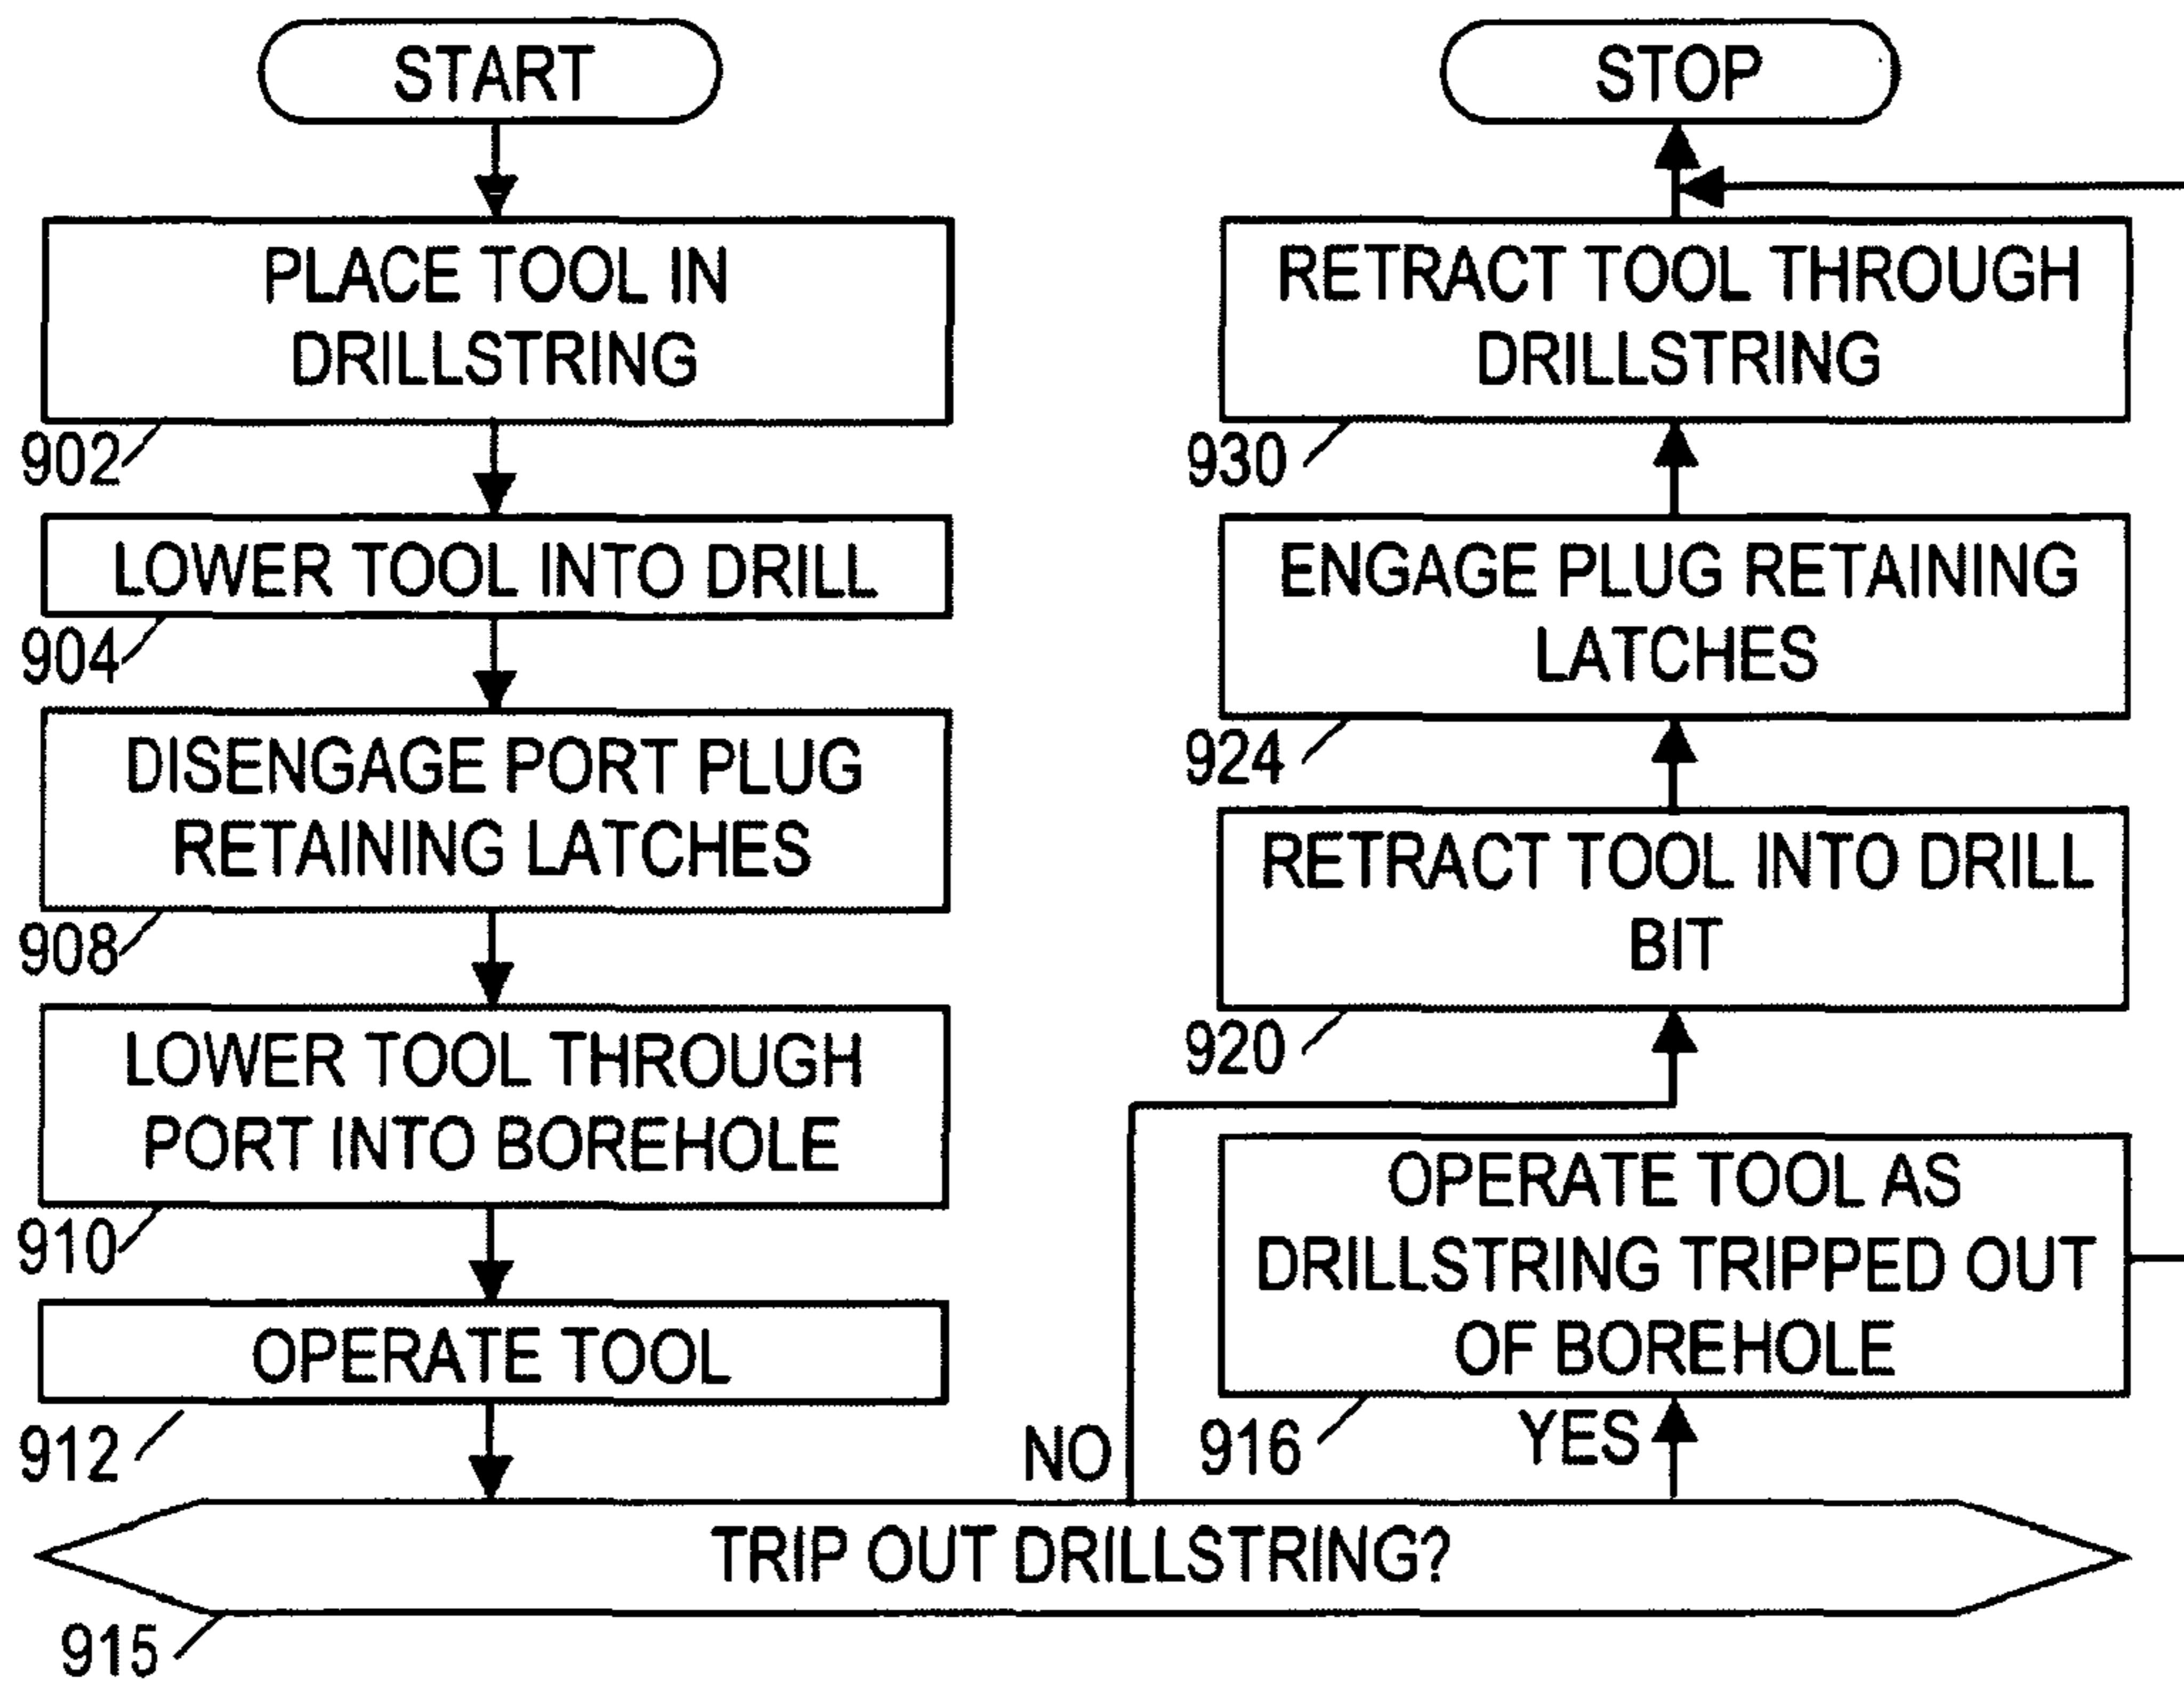 START
PLACE TOOL IN
DRILLSTRING
902
LOWER TOOL INTO DRILL
904
DISENGAGE PORT PLUG
RETAINING LATCHES
908
LOWER TOOL THROUGH
PORT INTO BOREHOLE
910
OPERATE TOOL
912
TRIP OUT DRILLSTRING?
915
NO
YES
OPERATE TOOL AS
DRILLSTRING TRIPPED OUT
OF BOREHOLE
916
RETRACT TOOL INTO DRILL
BIT
920
ENGAGE PLUG RETAINING
LATCHES
924
RETRACT TOOL THROUGH
DRILLSTRING
930
STOP